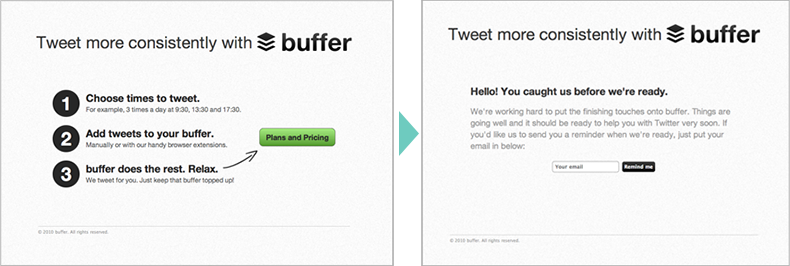 Tweet more consistently with buffer
1 Choose times to tweet.
For example, 3 times a day at 9:30, 13:30 and 17:30.
2 Add tweets to your buffer.
Manually or with our handy browser extensions.
Plans and Pricing
3 buffer does the rest. Relax.
We tweet for you. Just keep that buffer topped up!
© 2010 buffer. All rights reserved.
Tweet more consistently with buffer
Hello! You caught us before we're ready.
We're working hard to put the finishing touches onto buffer. Things are
going well and it should be ready to help you with Twitter very soon. If
you'd like us to send you a reminder when we're ready, just put your
email in below:
Your email Remind me
© 2010 buffer. All rights reserved.